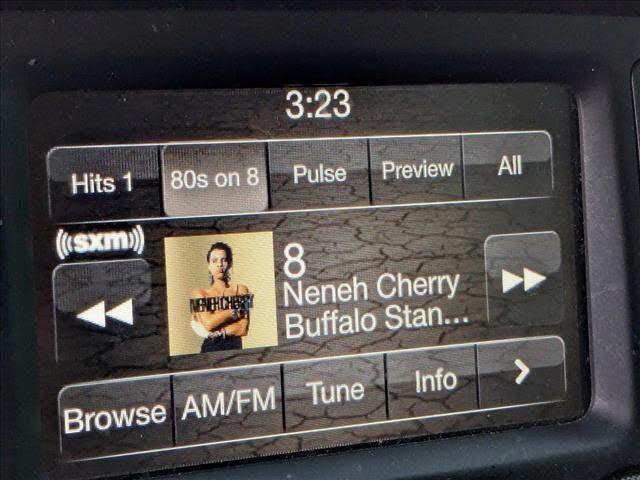 3:23
Hits 1 80s on 8 Pulse Preview All
((sxm))
8
Neneh Cherry
NENEH CHERRY
Buffalo Stan...
Browse AM/FM Tune Info >